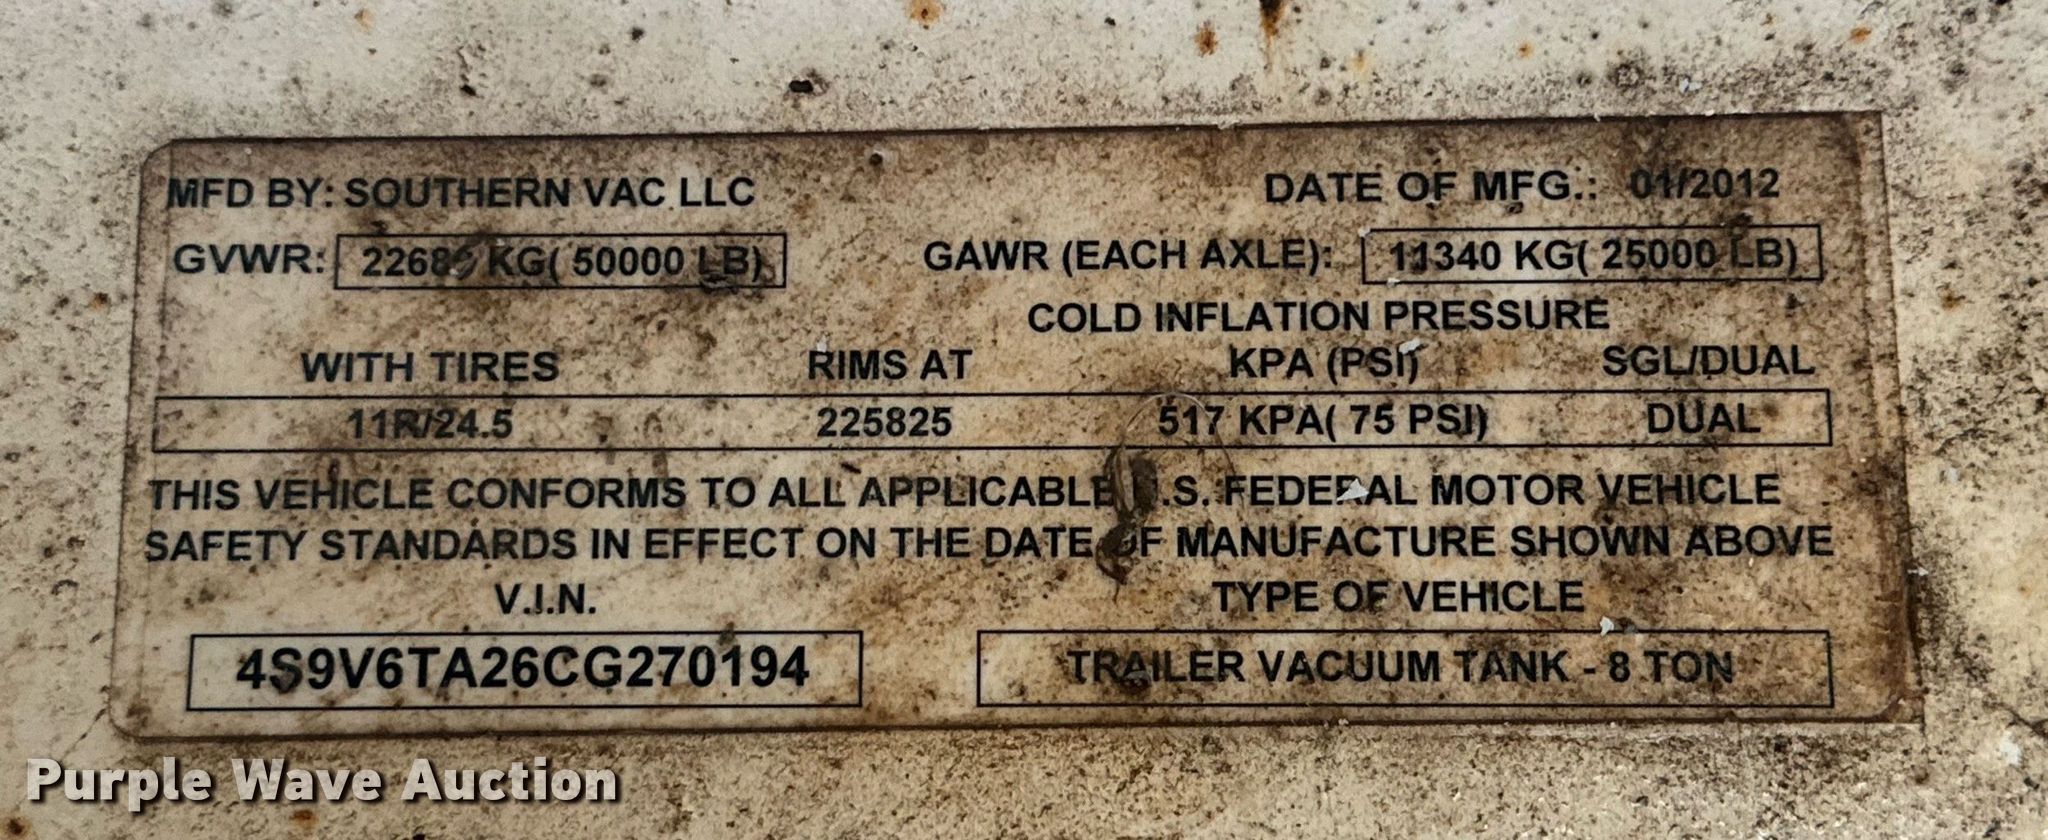 MFD BY: SOUTHERN VAC LLC DATE OF MFG.: 01/2012
GVWR: 22680 KG( 50000 LB) GAWR (EACH AXLE): 11340 KG( 25000 LB)
COLD INFLATION PRESSURE
WITH TIRES RIMS AT KPA (PSI) SGL/DUAL
11R/24.5 225825 517 KPA( 75 PSI) DUAL
THIS VEHICLE CONFORMS TO ALL APPLICABLE U.S. FEDERAL MOTOR VEHICLE
SAFETY STANDARDS IN EFFECT ON THE DATE OF MANUFACTURE SHOWN ABOVE
V.I.N. TYPE OF VEHICLE
4S9V6TA26CG270194 TRAILER VACUUM TANK - 8 TON
Purple Wave Auction